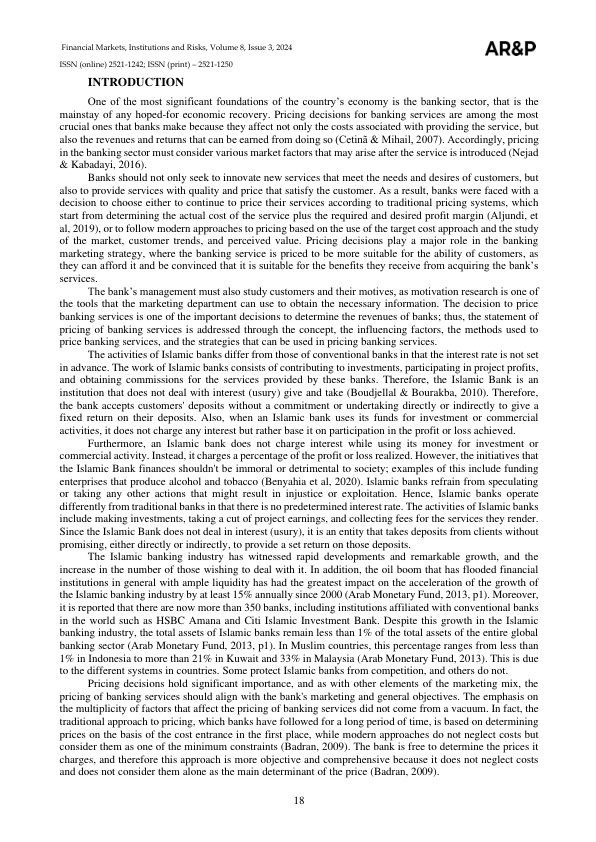 Financial Markets, Institutions and Risks, Volume 8, Issue 3, 2024
AR&P
ISSN (online) 2521-1242; ISSN (print) – 2521-1250
INTRODUCTION
One of the most significant foundations of the country's economy is the banking sector, that is the
mainstay of any hoped-for economic recovery. Pricing decisions for banking services are among the most
crucial ones that banks make because they affect not only the costs associated with providing the service, but
also the revenues and returns that can be earned from doing so (Cetină & Mihail, 2007). Accordingly, pricing
in the banking sector must consider various market factors that may arise after the service is introduced (Nejad
& Kabadayi, 2016).
Banks should not only seek to innovate new services that meet the needs and desires of customers, but
also to provide services with quality and price that satisfy the customer. As a result, banks were faced with a
decision to choose either to continue to price their services according to traditional pricing systems, which
start from determining the actual cost of the service plus the required and desired profit margin (Aljundi, et
al, 2019), or to follow modern approaches to pricing based on the use of the target cost approach and the study
of the market, customer trends, and perceived value. Pricing decisions play a major role in the banking
marketing strategy, where the banking service is priced to be more suitable for the ability of customers, as
they can afford it and be convinced that it is suitable for the benefits they receive from acquiring the bank's
services.
The bank's management must also study customers and their motives, as motivation research is one of
the tools that the marketing department can use to obtain the necessary information. The decision to price
banking services is one of the important decisions to determine the revenues of banks; thus, the statement of
pricing of banking services is addressed through the concept, the influencing factors, the methods used to
price banking services, and the strategies that can be used in pricing banking services.
The activities of Islamic banks differ from those of conventional banks in that the interest rate is not set
in advance. The work of Islamic banks consists of contributing to investments, participating in project profits,
and obtaining commissions for the services provided by these banks. Therefore, the Islamic Bank is an
institution that does not deal with interest (usury) give and take (Boudjellal & Bourakba, 2010). Therefore,
the bank accepts customers' deposits without a commitment or undertaking directly or indirectly to give a
fixed return on their deposits. Also, when an Islamic bank uses its funds for investment or commercial
activities, it does not charge any interest but rather base it on participation in the profit or loss achieved.
Furthermore, an Islamic bank does not charge interest while using its money for investment or
commercial activity. Instead, it charges a percentage of the profit or loss realized. However, the initiatives that
the Islamic Bank finances shouldn't be immoral or detrimental to society; examples of this include funding
enterprises that produce alcohol and tobacco (Benyahia et al, 2020). Islamic banks refrain from speculating
or taking any other actions that might result in injustice or exploitation. Hence, Islamic banks operate
differently from traditional banks in that there is no predetermined interest rate. The activities of Islamic banks
include making investments, taking a cut of project earnings, and collecting fees for the services they render.
Since the Islamic Bank does not deal in interest (usury), it is an entity that takes deposits from clients without
promising, either directly or indirectly, to provide a set return on those deposits.
The Islamic banking industry has witnessed rapid developments and remarkable growth, and the
increase in the number of those wishing to deal with it. In addition, the oil boom that has flooded financial
institutions in general with ample liquidity has had the greatest impact on the acceleration of the growth of
the Islamic banking industry by at least 15% annually since 2000 (Arab Monetary Fund, 2013, p1). Moreover,
it is reported that there are now more than 350 banks, including institutions affiliated with conventional banks
in the world such as HSBC Amana and Citi Islamic Investment Bank. Despite this growth in the Islamic
banking industry, the total assets of Islamic banks remain less than 1% of the total assets of the entire global
banking sector (Arab Monetary Fund, 2013, p1). In Muslim countries, this percentage ranges from less than
1% in Indonesia to more than 21% in Kuwait and 33% in Malaysia (Arab Monetary Fund, 2013). This is due
to the different systems in countries. Some protect Islamic banks from competition, and others do not.
Pricing decisions hold significant importance, and as with other elements of the marketing mix, the
pricing of banking services should align with the bank's marketing and general objectives. The emphasis on
the multiplicity of factors that affect the pricing of banking services did not come from a vacuum. In fact, the
traditional approach to pricing, which banks have followed for a long period of time, is based on determining
prices on the basis of the cost entrance in the first place, while modern approaches do not neglect costs but
consider them as one of the minimum constraints (Badran, 2009). The bank is free to determine the prices it
charges, and therefore this approach is more objective and comprehensive because it does not neglect costs
and does not consider them alone as the main determinant of the price (Badran, 2009).
18